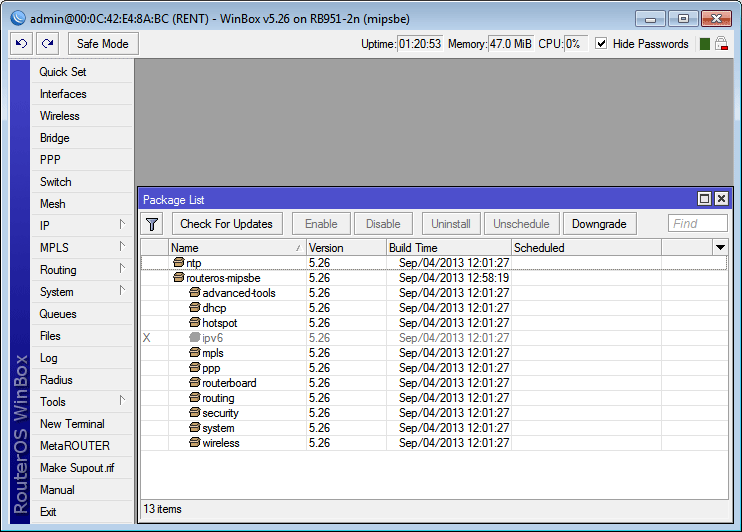 admin@00:0C:42:E4:8A:BC (RENT) - WinBox v5.26 on RB951-2n (mipsbe)
Safe Mode Uptime: 01:20:53 Memory: 47.0 MiB CPU: 0% Hide Passwords
Quick Set
Interfaces
Wireless
Bridge
PPP
Switch
Mesh
IP
MPLS
Routing
System
Queues
Files
Log
Radius
Tools
New Terminal
MetaROUTER
Make Supout.rif
Manual
Exit
RouterOS WinBox
Package List
Check For Updates Enable Disable Uninstall Unschedule Downgrade Find
Name Version Build Time Scheduled
ntp 5.26 Sep/04/2013 12:01:27
routeros-mipsbe 5.26 Sep/04/2013 12:58:19
advanced-tools 5.26 Sep/04/2013 12:01:27
dhcp 5.26 Sep/04/2013 12:01:27
hotspot 5.26 Sep/04/2013 12:01:27
X ipv6 5.26 Sep/04/2013 12:01:27
mpls 5.26 Sep/04/2013 12:01:27
ppp 5.26 Sep/04/2013 12:01:27
routerboard 5.26 Sep/04/2013 12:01:27
routing 5.26 Sep/04/2013 12:01:27
security 5.26 Sep/04/2013 12:01:27
system 5.26 Sep/04/2013 12:01:27
wireless 5.26 Sep/04/2013 12:01:27
13 items